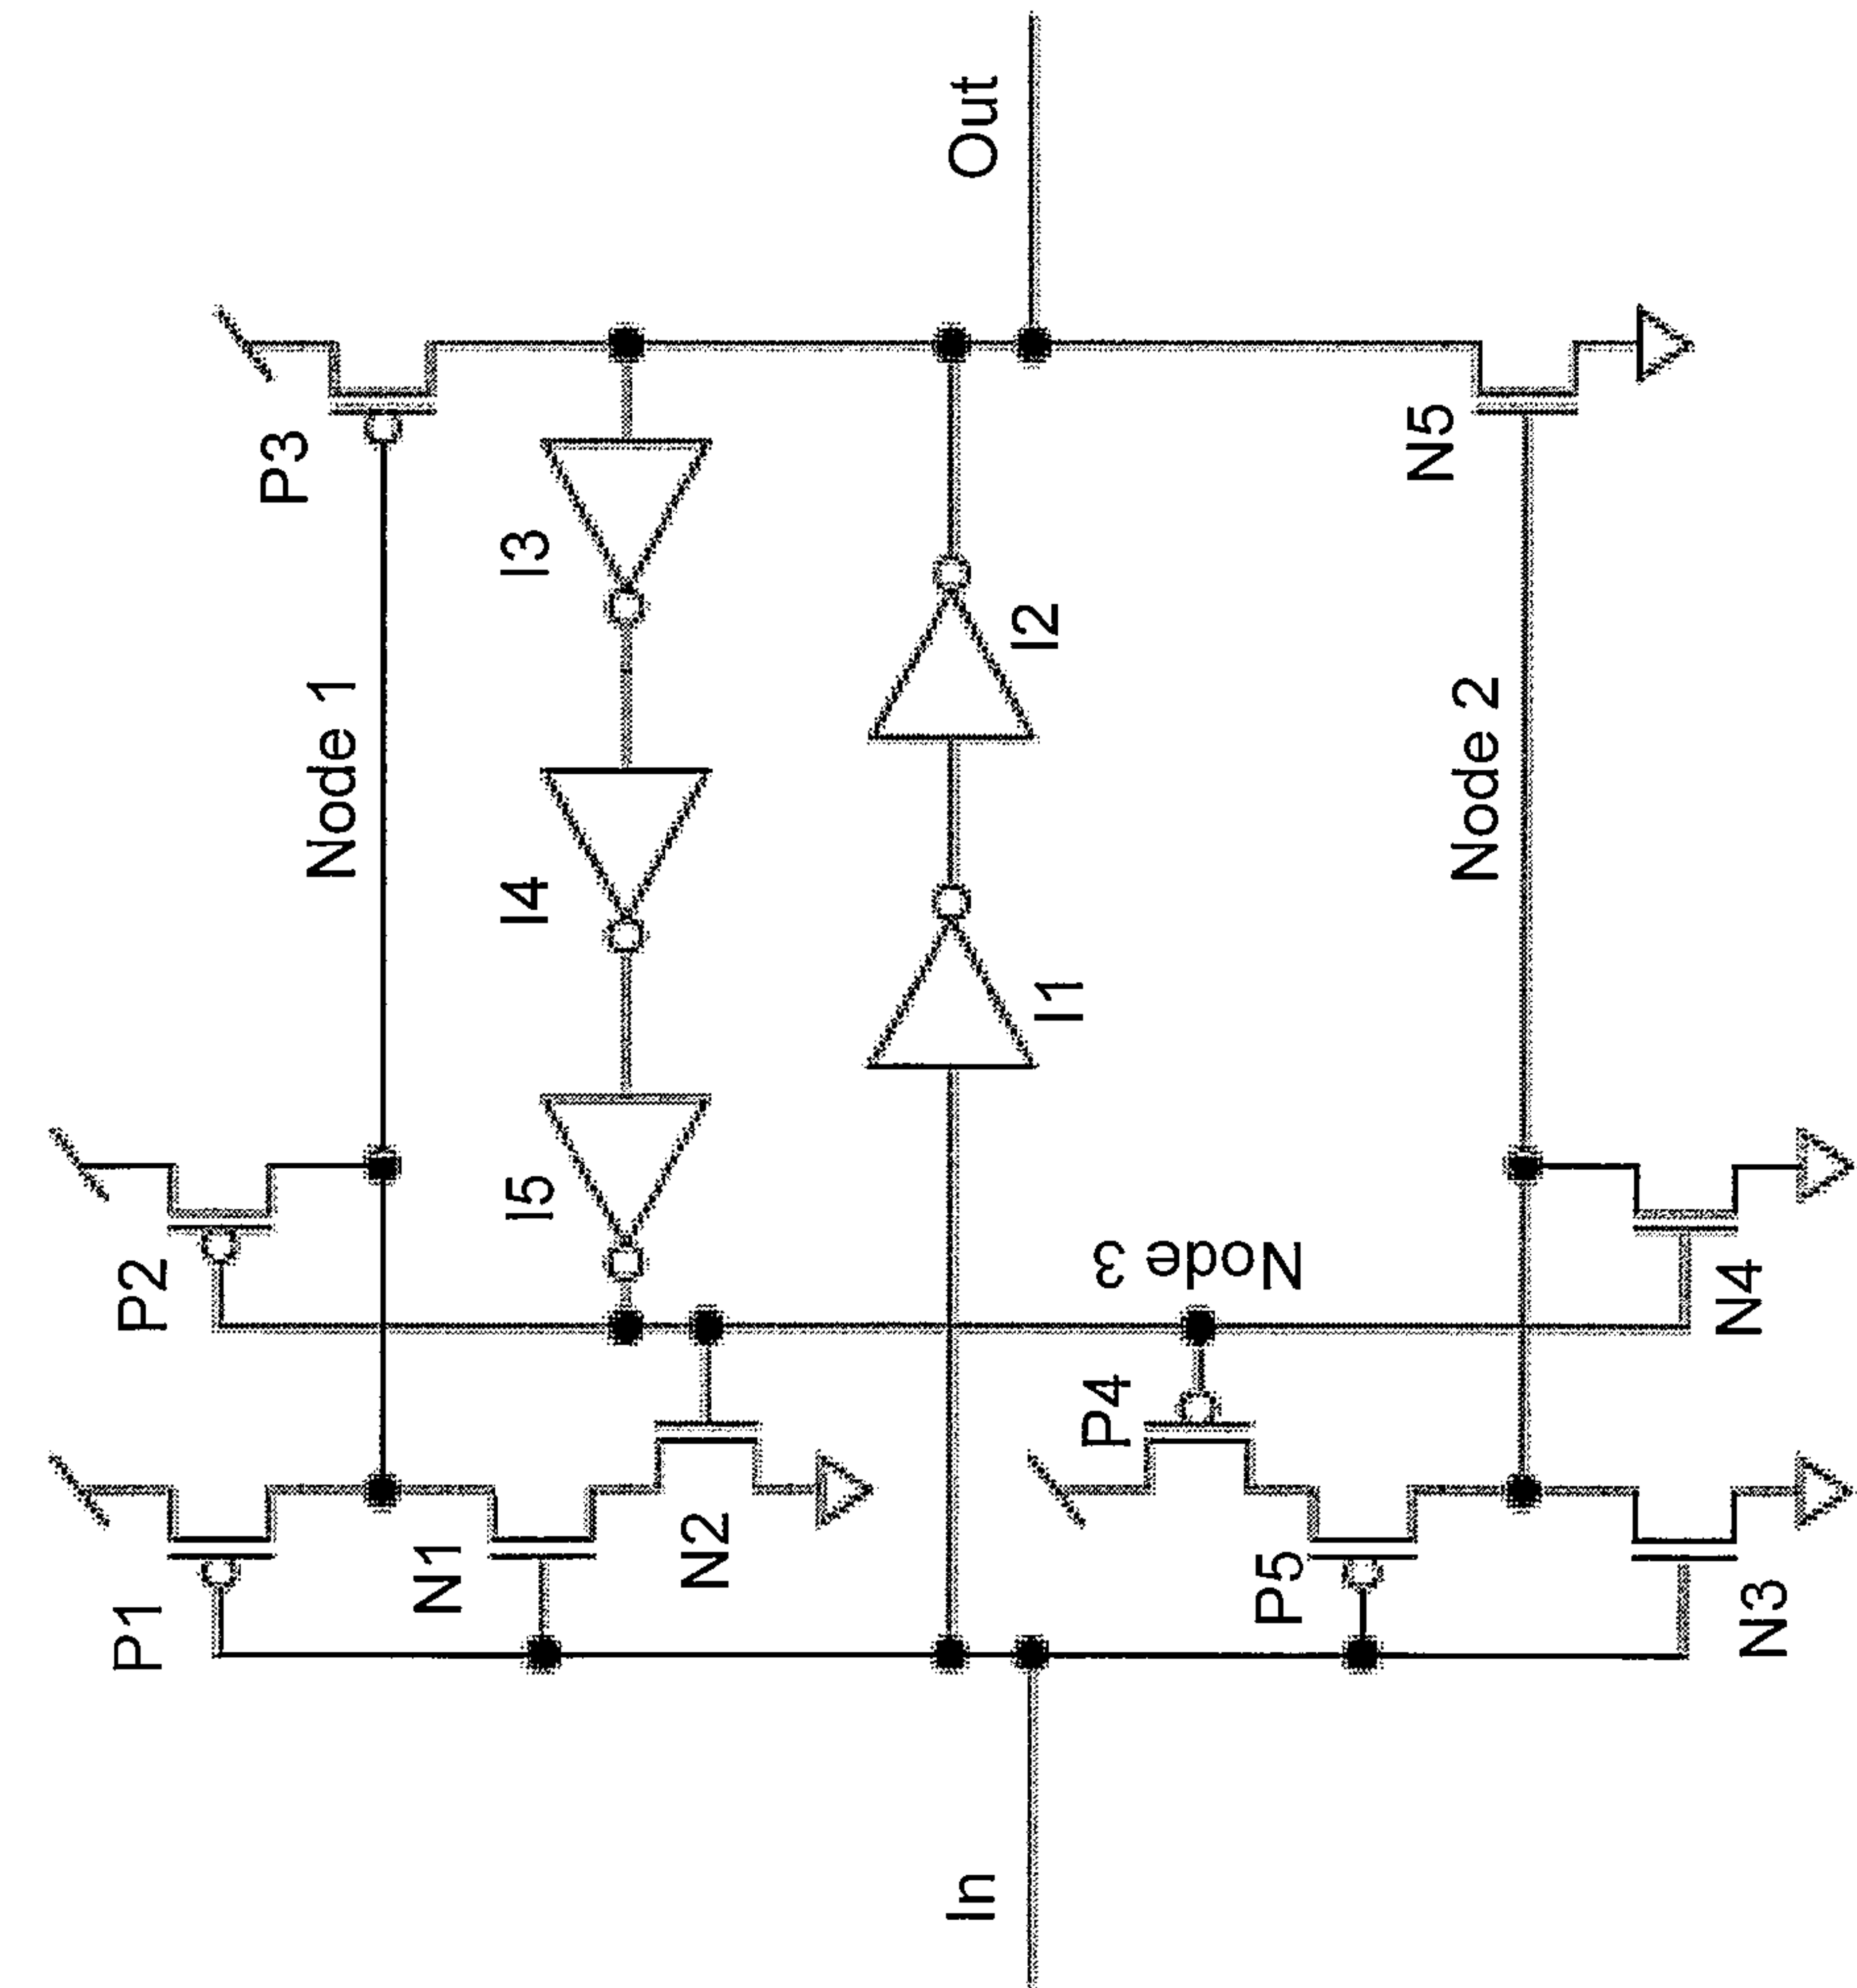 P1
P2
P3
Node 1
N1
N2
I5
I4
I3
Out
In
I1
I2
Node 3
P4
P5
Node 2
N5
N3
N4